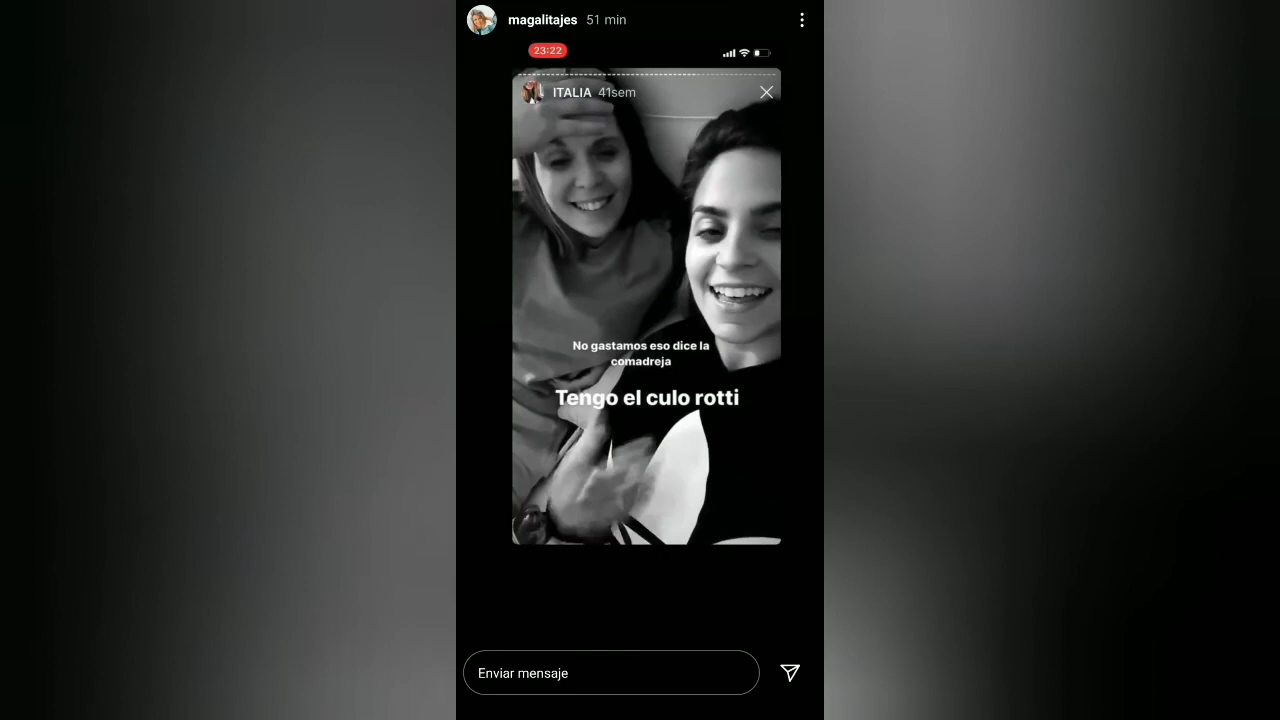 magalitajes 51 min
23:22
ITALIA 41sem
No gastamos eso dice la
comadreja
Tengo el culo rotti
Enviar mensaje